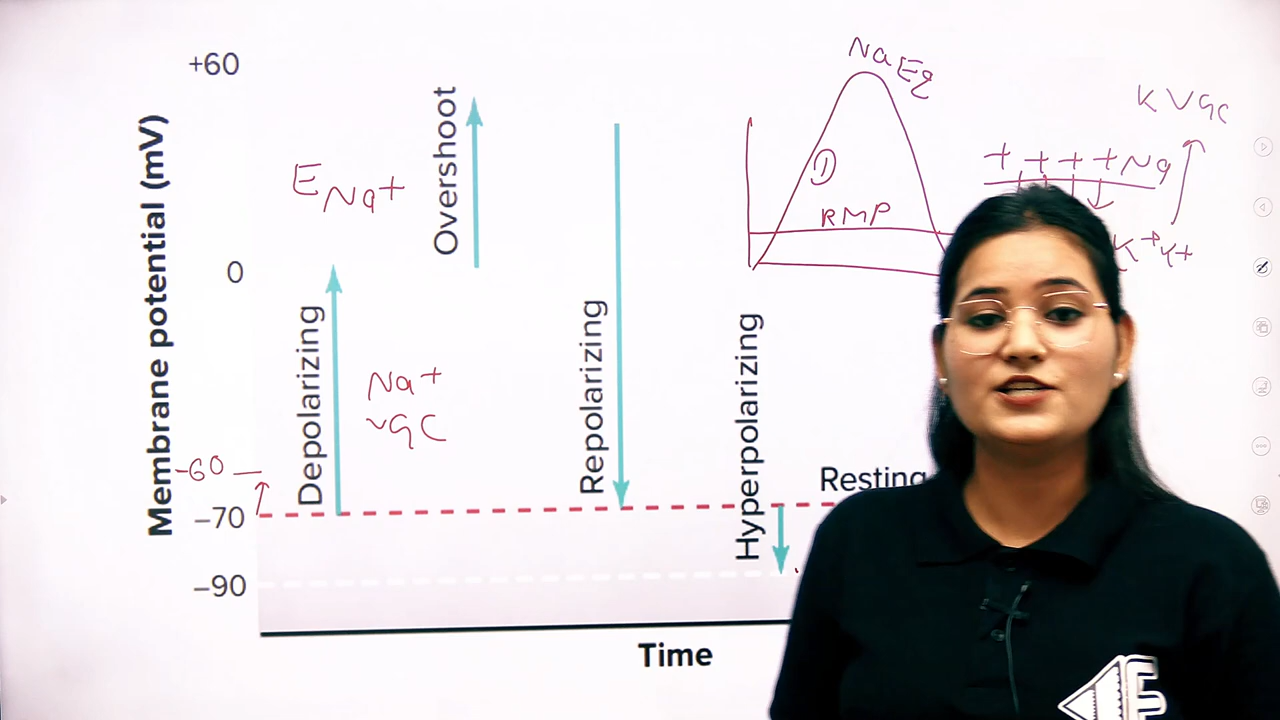 +60
Membrane potential (mV)
0
-60
–70
–90
Depolarizing
Overshoot
Repolarizing
Hyperpolarizing
Resting
Time
E Na+
Na+
VGC
Na Eq
1
RMP
K VGC
+ + + + Na
K+ K+